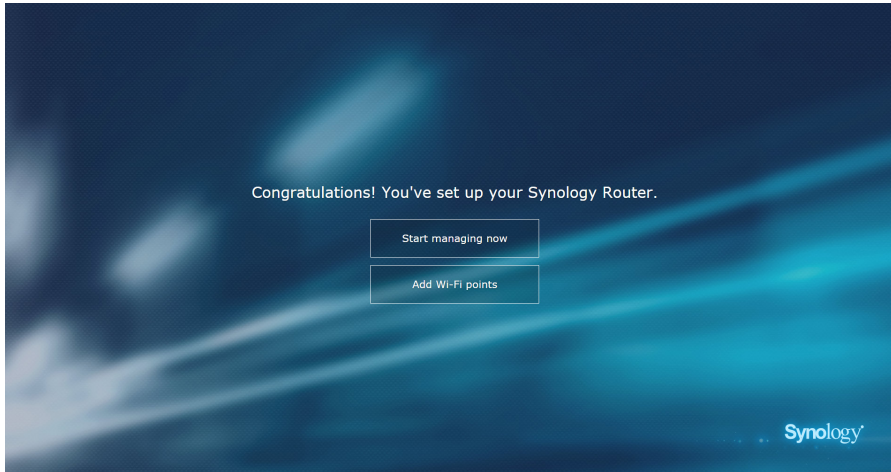 Congratulations! You've set up your Synology Router.
Start managing now
Add Wi-Fi points
Synology